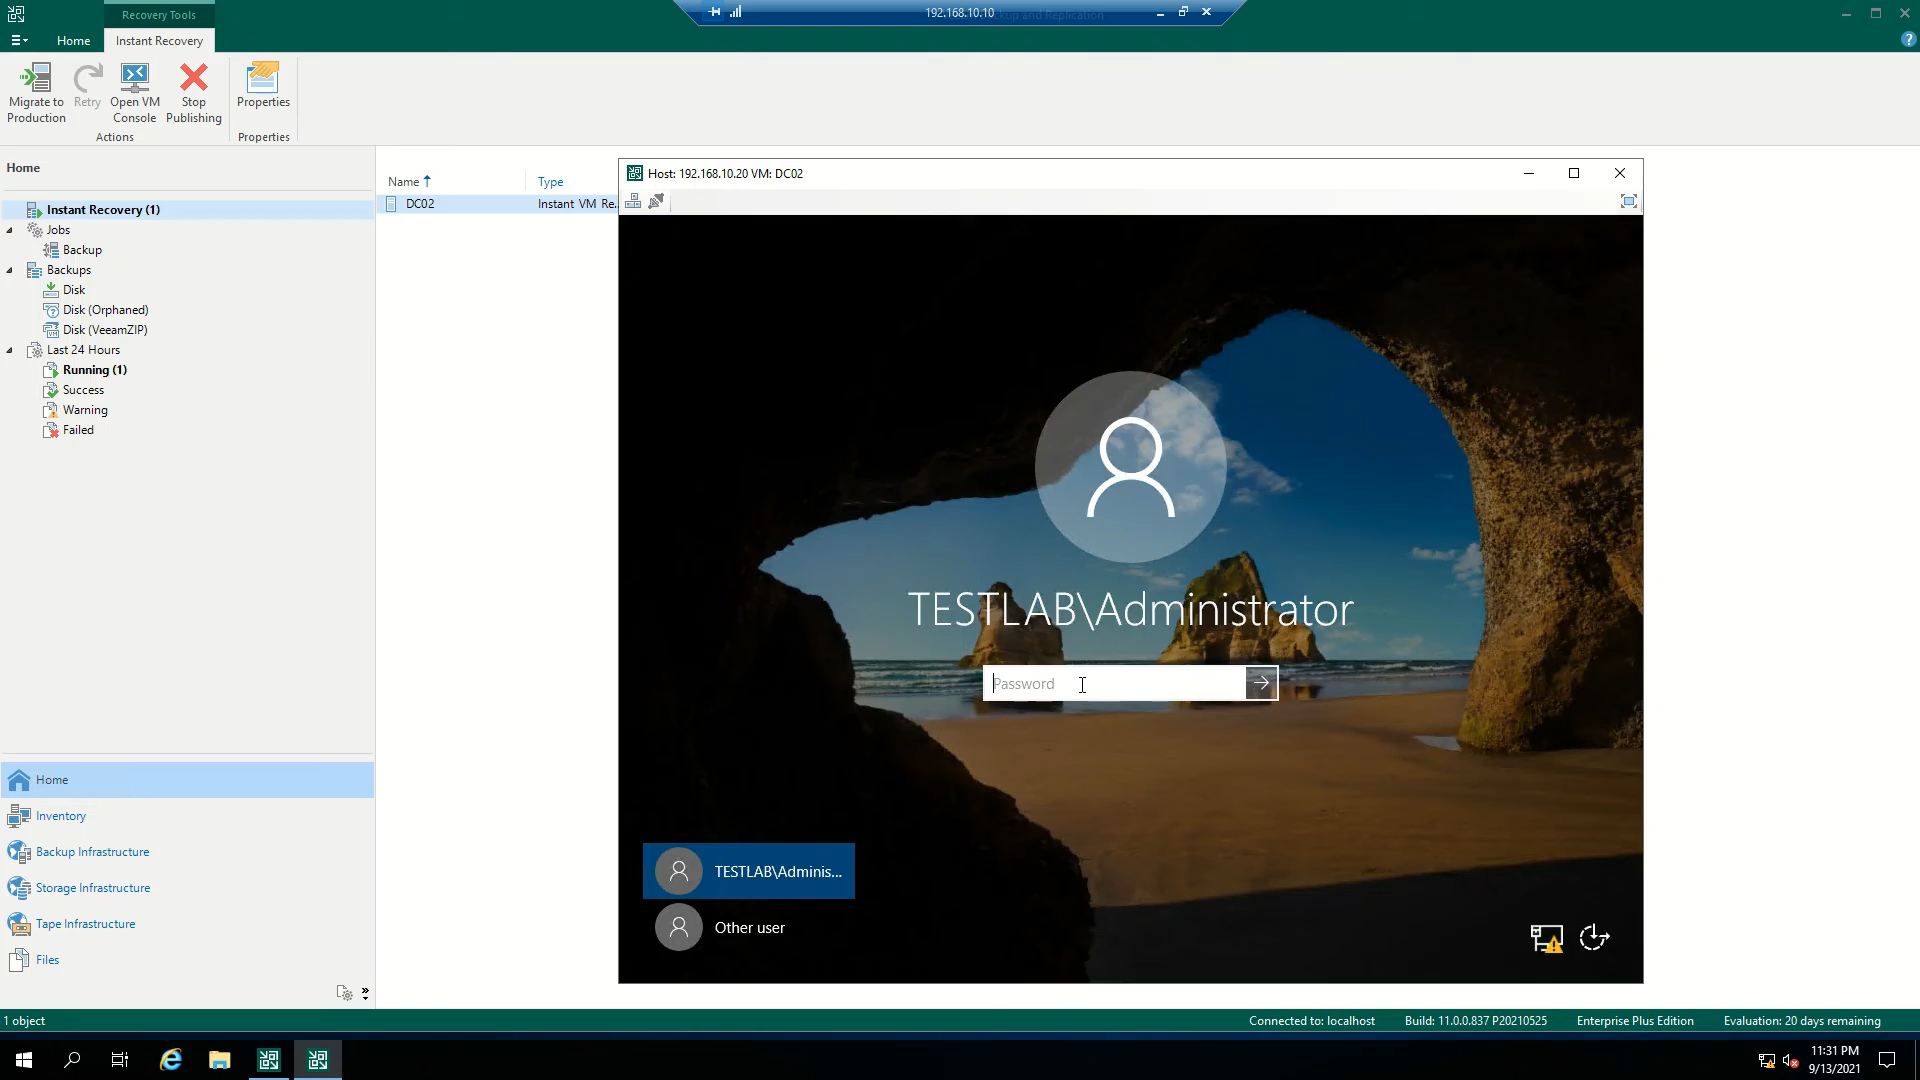 Recovery Tools
192.168.10.10
ckup and Replication
Home
Instant Recovery
Migrate to Production
Retry
Open VM Console
Stop Publishing
Properties
Actions
Properties
Home
Instant Recovery (1)
Jobs
Backup
Backups
Disk
Disk (Orphaned)
Disk (VeeamZIP)
Last 24 Hours
Running (1)
Success
Warning
Failed
Name
Type
DC02
Instant VM Re...
Host: 192.168.10.20 VM: DC02
TESTLAB\Administrator
Password
TESTLAB\Adminis...
Other user
Home
Inventory
Backup Infrastructure
Storage Infrastructure
Tape Infrastructure
Files
1 object
Connected to: localhost
Build: 11.0.0.837 P20210525
Enterprise Plus Edition
Evaluation: 20 days remaining
11:31 PM
9/13/2021